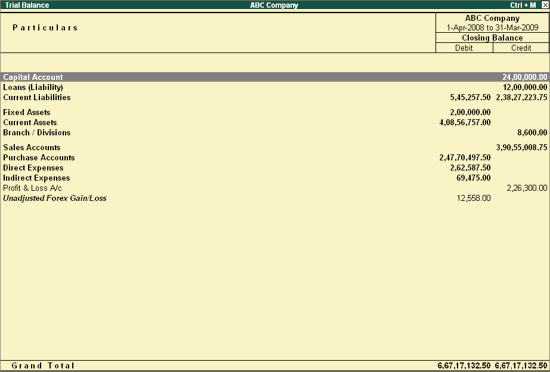 Trial Balance ABC Company Ctrl + M
Particulars
ABC Company
1-Apr-2008 to 31-Mar-2009
Closing Balance
Debit Credit
Capital Account 24,00,000.00
Loans (Liability) 12,00,000.00
Current Liabilities 5,45,257.50 2,38,27,223.75
Fixed Assets 2,00,000.00
Current Assets 4,08,56,757.00
Branch / Divisions 8,600.00
Sales Accounts 3,90,55,008.75
Purchase Accounts 2,47,70,497.50
Direct Expenses 2,62,587.50
Indirect Expenses 69,475.00
Profit & Loss A/c 2,26,300.00
Unadjusted Forex Gain/Loss 12,558.00
Grand Total 6,67,17,132.50 6,67,17,132.50